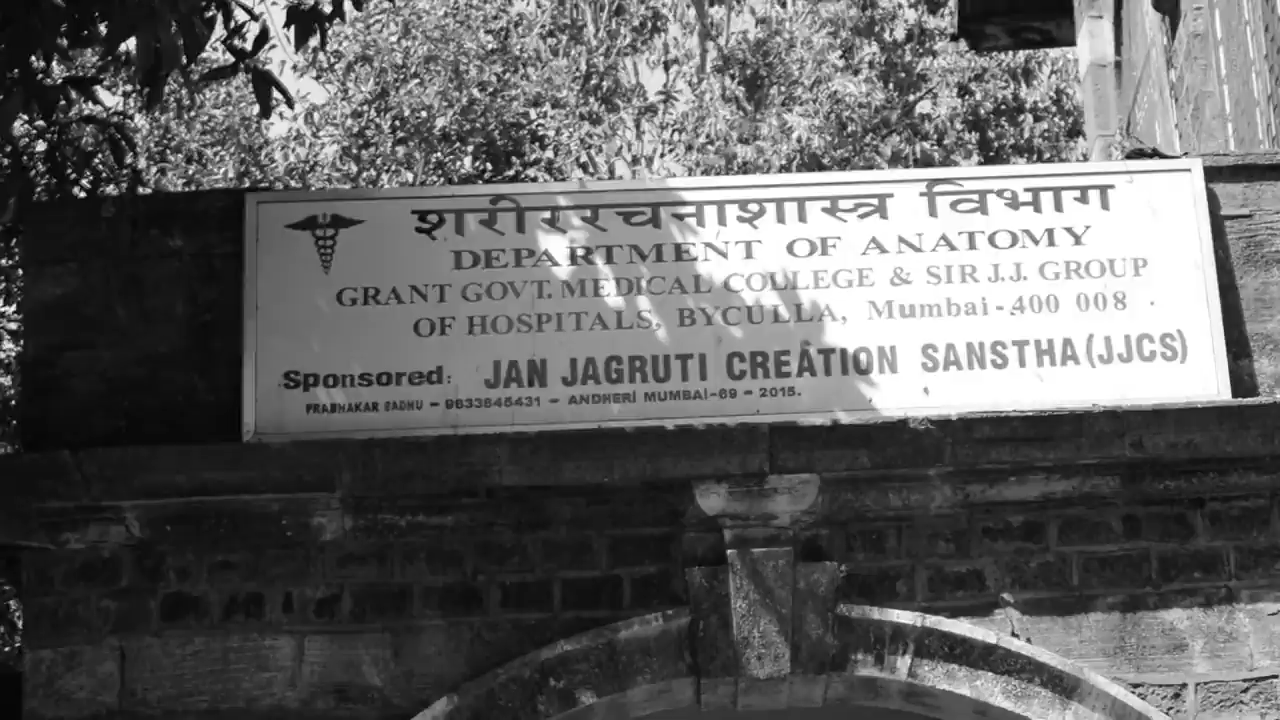 शरीररचनाशास्त्र विभाग
DEPARTMENT OF ANATOMY
GRANT GOVT. MEDICAL COLLEGE & SIR J.J. GROUP
OF HOSPITALS, BYCULLA, Mumbai-400 008
Sponsored: JAN JAGRUTI CREATION SANSTHA (JJCS)
PRABHAKAR - ANDHERI MUMBAI-69 - 2015.